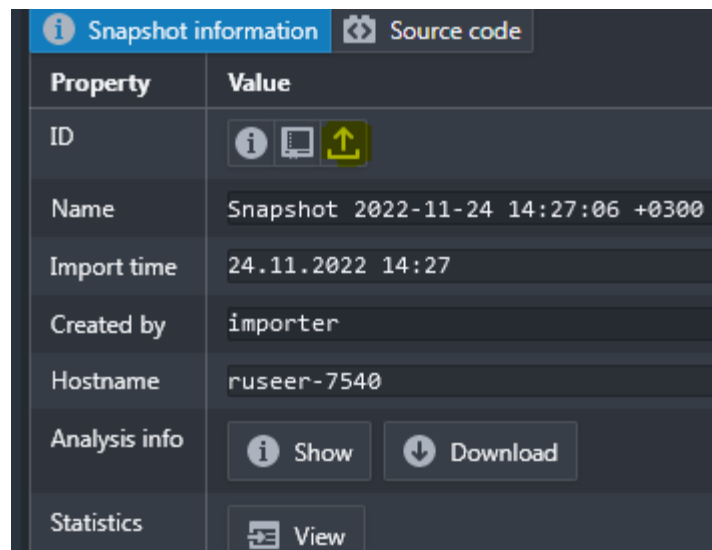 Snapshot information Source code
Property Value
ID
Name Snapshot 2022-11-24 14:27:06 +0300
Import time 24.11.2022 14:27
Created by importer
Hostname ruseer-7540
Analysis info Show Download
Statistics View